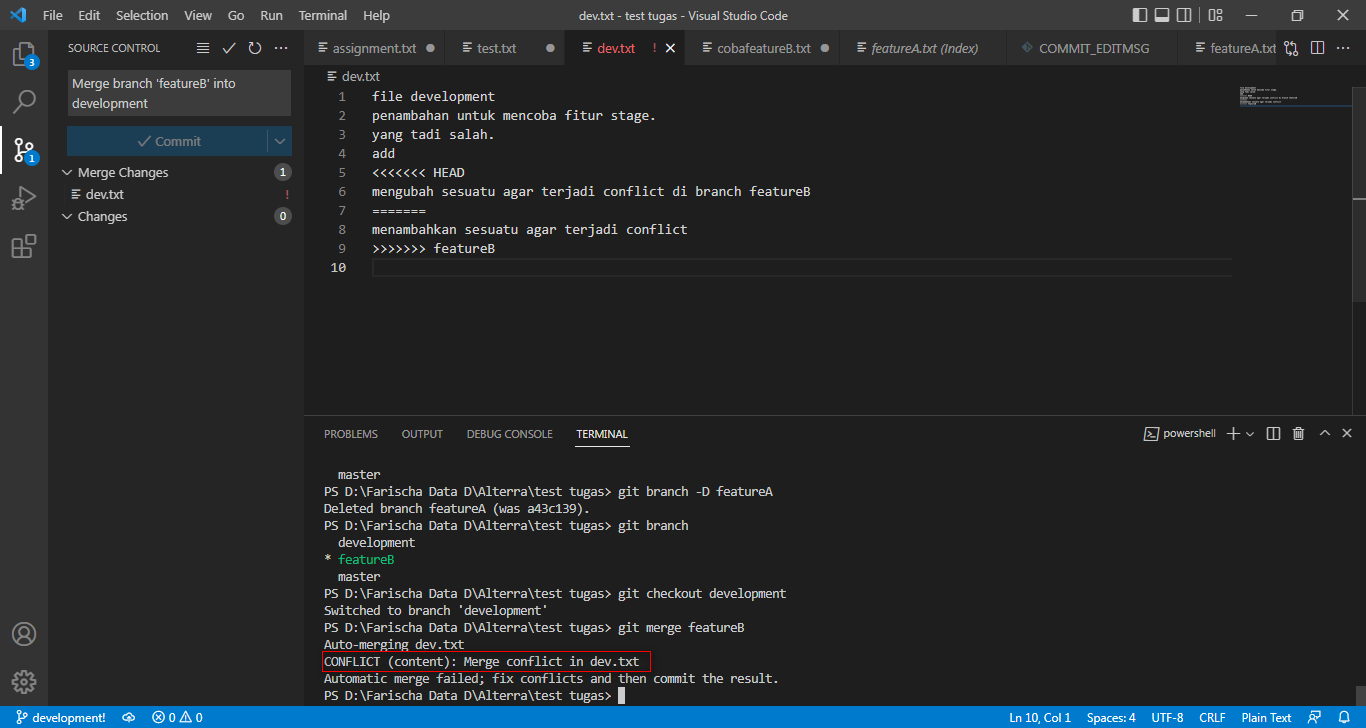 File Edit Selection View Go Run Terminal Help dev.txt - test tugas - Visual Studio Code
SOURCE CONTROL
assignment.txt test.txt dev.txt ! cobafeatureB.txt featureA.txt (Index) COMMIT_EDITMSG featureA.txt
3
Merge branch 'featureB' into
development
Commit
1
Merge Changes 1
dev.txt !
Changes 0
dev.txt
1 file development
2 penambahan untuk mencoba fitur stage.
3 yang tadi salah.
4 add
5 <<<<<<< HEAD
6 mengubah sesuatu agar terjadi conflict di branch featureB
7 =======
8 menambahkan sesuatu agar terjadi conflict
9 >>>>>>> featureB
10
PROBLEMS OUTPUT DEBUG CONSOLE TERMINAL powershell
master
PS D:\Farischa Data D\Alterra\test tugas> git branch -D featureA
Deleted branch featureA (was a43c139).
PS D:\Farischa Data D\Alterra\test tugas> git branch
development
* featureB
master
PS D:\Farischa Data D\Alterra\test tugas> git checkout development
Switched to branch 'development'
PS D:\Farischa Data D\Alterra\test tugas> git merge featureB
Auto-merging dev.txt
CONFLICT (content): Merge conflict in dev.txt
Automatic merge failed; fix conflicts and then commit the result.
PS D:\Farischa Data D\Alterra\test tugas>
development! 0 0 Ln 10, Col 1 Spaces: 4 UTF-8 CRLF Plain Text